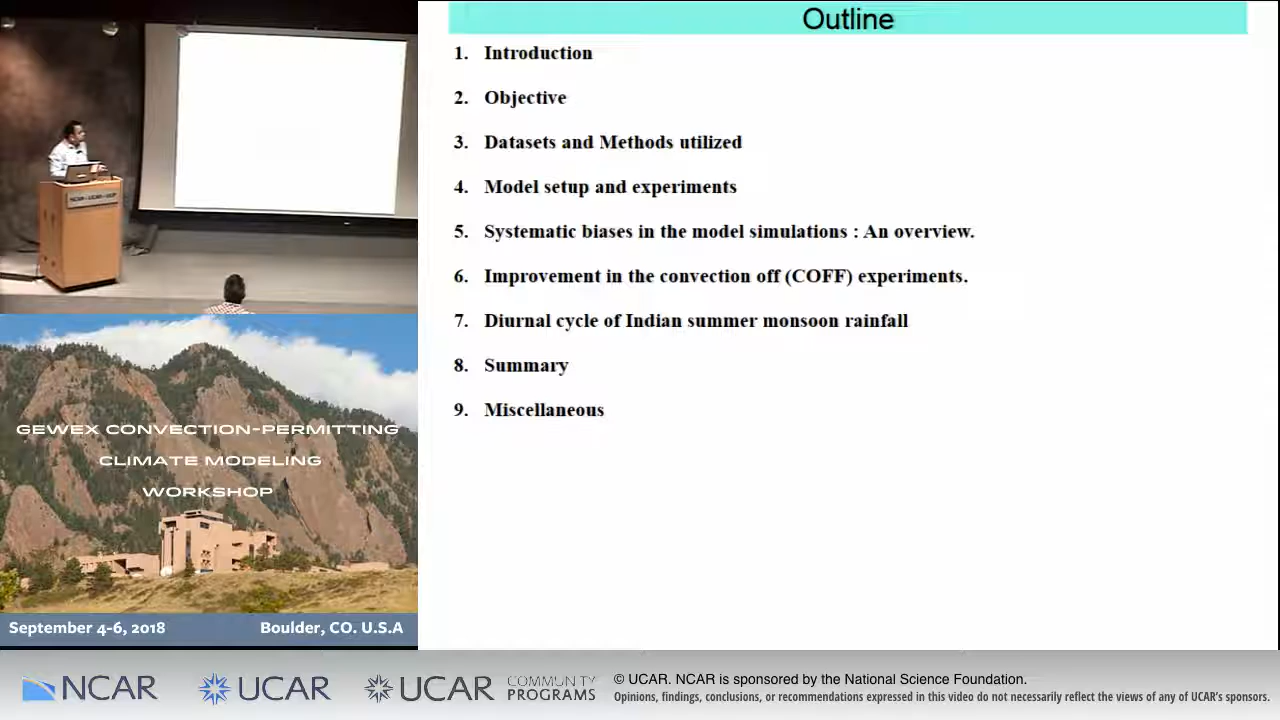 Outline
1. Introduction
2. Objective
3. Datasets and Methods utilized
4. Model setup and experiments
5. Systematic biases in the model simulations : An overview.
6. Improvement in the convection off (COFF) experiments.
7. Diurnal cycle of Indian summer monsoon rainfall
8. Summary
9. Miscellaneous
NCAR
GEWEX CONVECTION-PERMITTING
CLIMATE MODELING
WORKSHOP
September 4-6, 2018 Boulder, CO. U.S.A
NCAR UCAR UCAR COMMUNITY PROGRAMS
© UCAR. NCAR is sponsored by the National Science Foundation.
Opinions, findings, conclusions, or recommendations expressed in this video do not necessarily reflect the views of any of UCAR's sponsors.